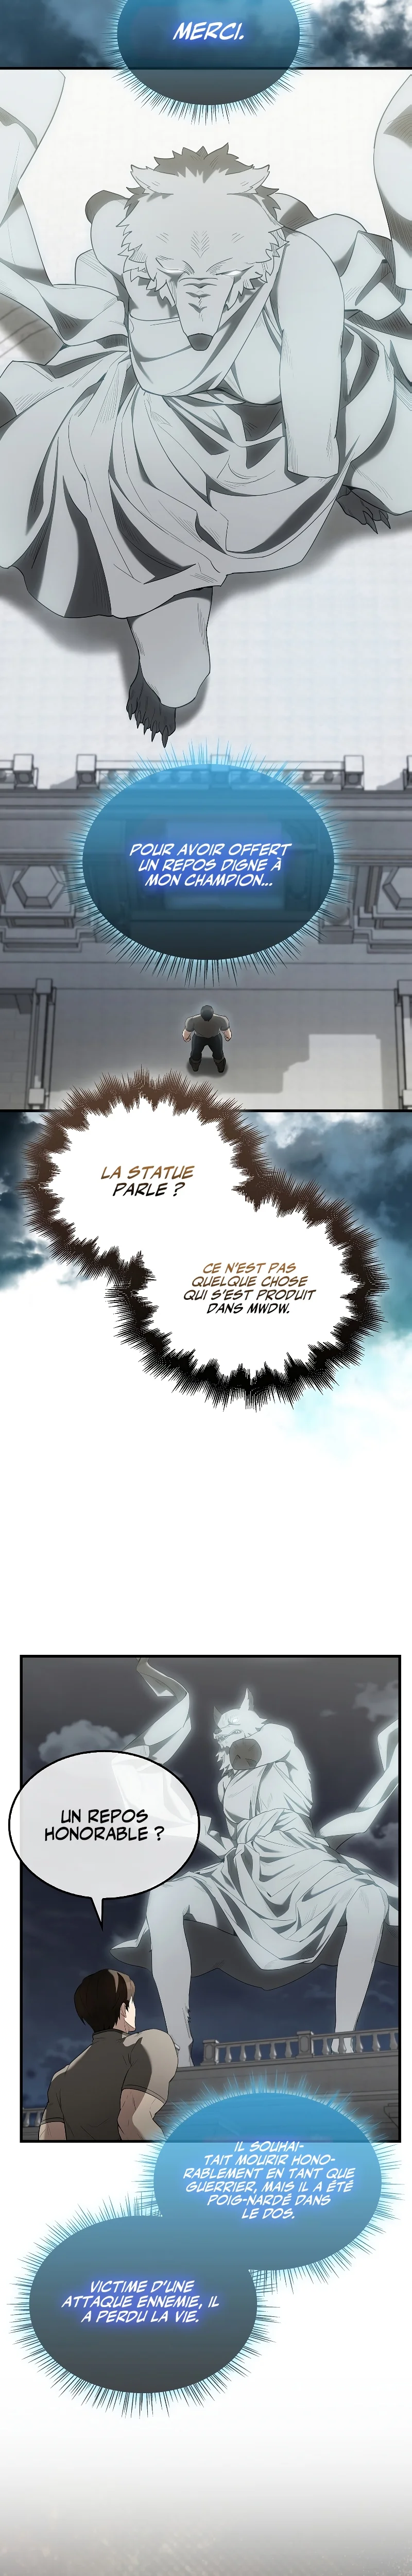 MERCI.
POUR AVOIR OFFERT
UN REPOS DIGNE À
MON CHAMPION...
LA STATUE
PARLE ?
CE N'EST PAS
QUELQUE CHOSE
QUI S'EST PRODUIT
DANS MWDW.
UN REPOS
HONORABLE ?
IL SOUHAI-
TAIT MOURIR HONO-
RABLEMENT EN TANT QUE
GUERRIER, MAIS IL A ÉTÉ
POIG-NARDÉ DANS
LE DOS.
VICTIME D'UNE
ATTAQUE ENNEMIE, IL
A PERDU LA VIE.